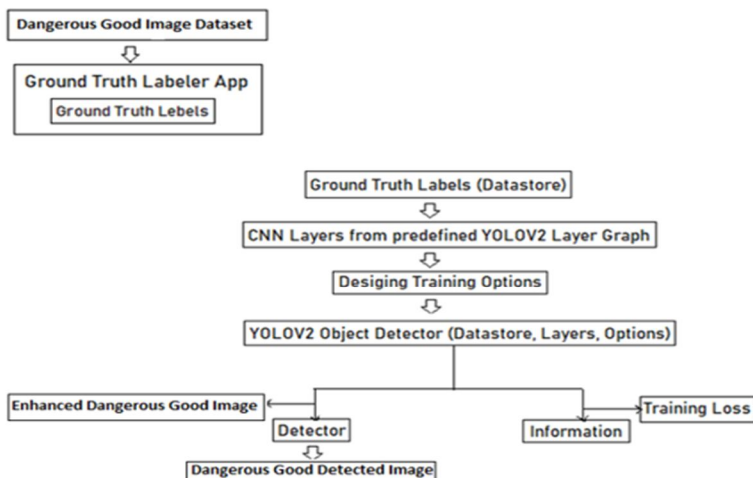 Dangerous Good Image Dataset
Ground Truth Labeler App
Ground Truth Lebels
Ground Truth Labels (Datastore)
CNN Layers from predefined YOLOV2 Layer Graph
Desiging Training Options
YOLOV2 Object Detector (Datastore, Layers, Options)
Enhanced Dangerous Good Image
Training Loss
Detector
Information
Dangerous Good Detected Image